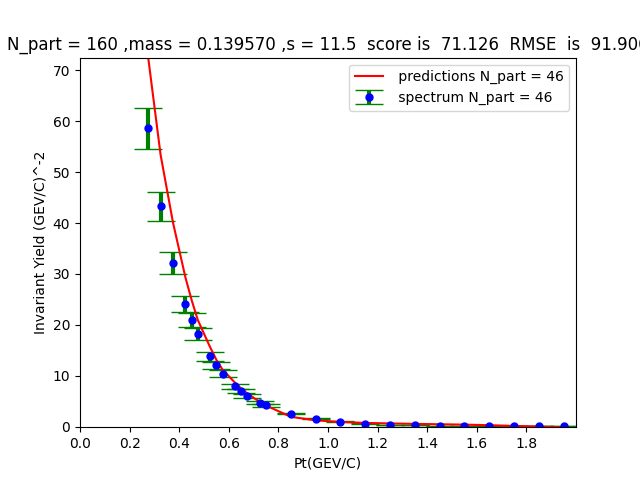 N_part = 160 ,mass = 0.139570 ,s = 11.5  score is  71.126  RMSE  is  91.906
predictions N_part = 46
spectrum N_part = 46
70
60
50
40
30
20
10
0
Invariant Yield (GEV/C)^-2
0.0 0.2 0.4 0.6 0.8 1.0 1.2 1.4 1.6 1.8
Pt(GEV/C)